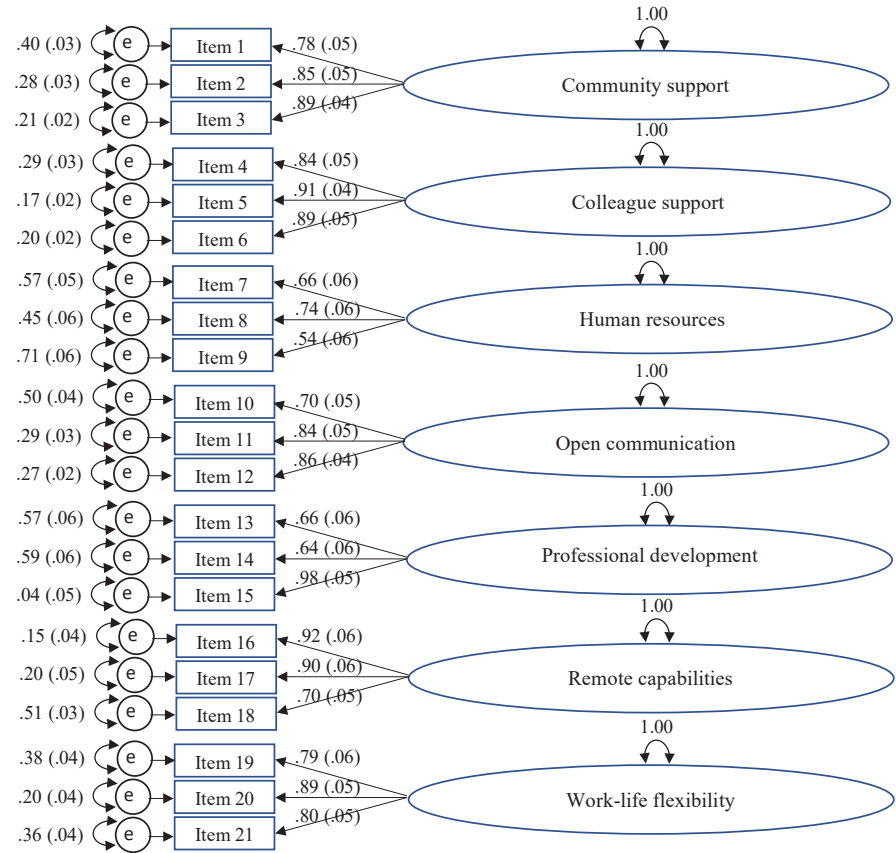 1.00
.40 (.03) e Item 1 .78 (.05)
.28 (.03) e Item 2 .85 (.05) Community support
.21 (.02) e Item 3 .89 (.04)
1.00
.29 (.03) e Item 4 .84 (.05)
.17 (.02) e Item 5 .91 (.04) Colleague support
.20 (.02) e Item 6 .89 (.05)
1.00
.57 (.05) e Item 7 .66 (.06)
.45 (.06) e Item 8 .74 (.06) Human resources
.71 (.06) e Item 9 .54 (.06)
1.00
.50 (.04) e Item 10 .70 (.05)
.29 (.03) e Item 11 .84 (.05) Open communication
.27 (.02) e Item 12 .86 (.04)
1.00
.57 (.06) e Item 13 .66 (.06)
.59 (.06) e Item 14 .64 (.06) Professional development
.04 (.05) e Item 15 .98 (.05)
1.00
.15 (.04) e Item 16 .92 (.06)
.20 (.05) e Item 17 .90 (.06) Remote capabilities
.51 (.03) e Item 18 .70 (.05)
1.00
.38 (.04) e Item 19 .79 (.06)
.20 (.04) e Item 20 .89 (.05) Work-life flexibility
.36 (.04) e Item 21 .80 (.05)